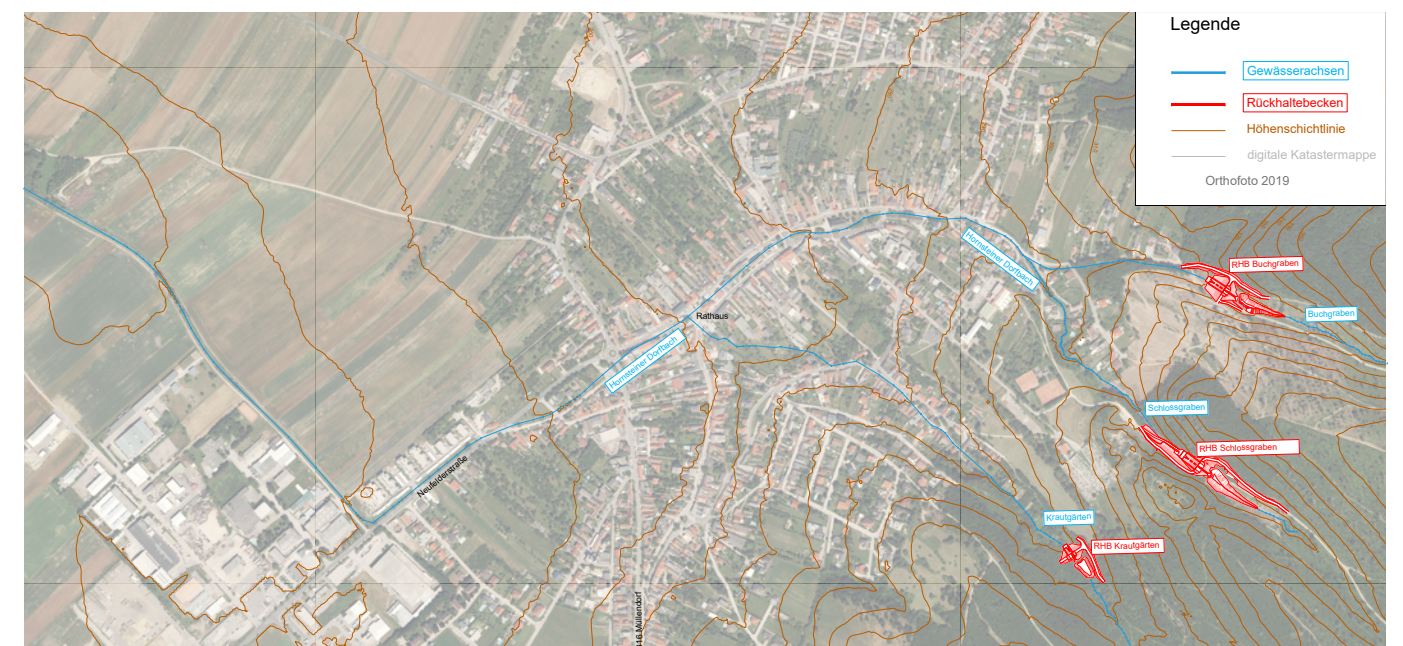 Legende
Gewässerachsen
Rückhaltebecken
Höhenschichtlinie
digitale Katastermappe
Orthofoto 2019
Hornsteiner Dorfbach
RHB Buchgraben
Buchgraben
Rathaus
Hornsteiner Dorfbach
Schlossgraben
RHB Schlossgraben
Neufelderstraße
Krautgärten
RHB Krautgärten
16 Müllendorf